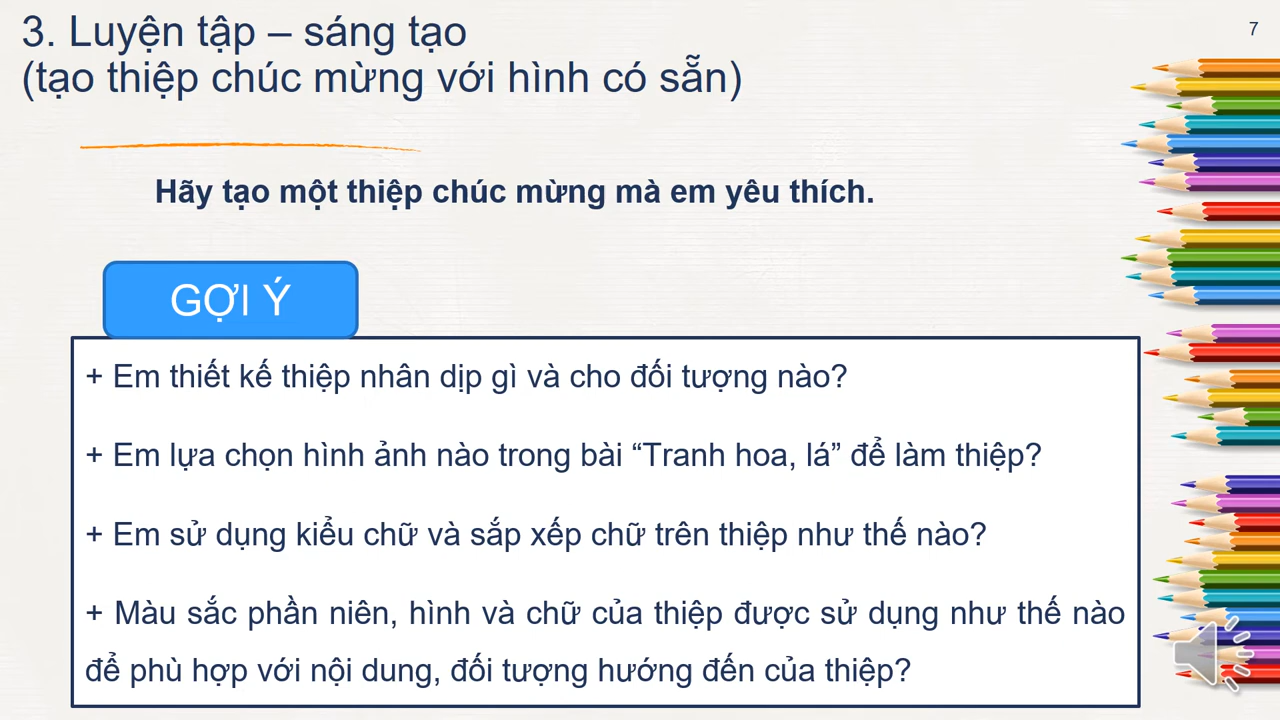 3. Luyện tập – sáng tạo
7
(tạo thiệp chúc mừng với hình có sẵn)
Hãy tạo một thiệp chúc mừng mà em yêu thích.
GỢI Ý
+ Em thiết kế thiệp nhân dịp gì và cho đối tượng nào?
+ Em lựa chọn hình ảnh nào trong bài “Tranh hoa, lá” để làm thiệp?
+ Em sử dụng kiểu chữ và sắp xếp chữ trên thiệp như thế nào?
+ Màu sắc phần niên, hình và chữ của thiệp được sử dụng như thế nào
để phù hợp với nội dung, đối tượng hướng đến của thiệp?